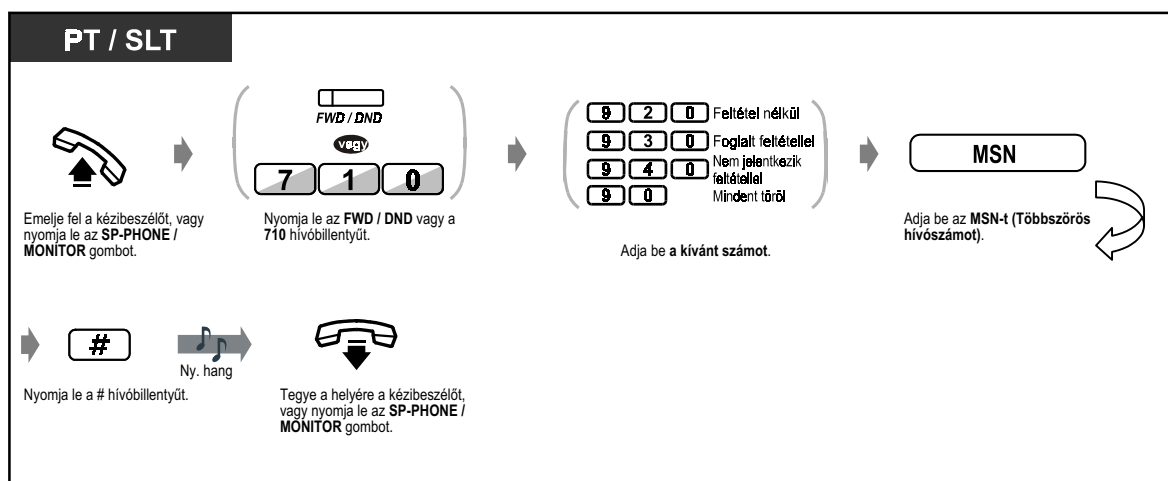 PT / SLT
FWD / DND
vagy
7 1 0
9 2 0 Feltétel nélkül
9 3 0 Foglalt feltétellel
9 4 0 Nem jelentkezik
feltétellel
9 0 Mindent töröl
MSN
Emelje fel a kézibeszélőt, vagy
nyomja le az SP-PHONE /
MONITOR gombot.
Nyomja le az FWD / DND vagy a
710 hívóbillentyűt.
Adja be a kívánt számot.
Adja be az MSN-t (Többszörös
hívószámot).
#
Ny. hang
Nyomja le a # hívóbillentyűt.
Tegye a helyére a kézibeszélőt,
vagy nyomja le az SP-PHONE /
MONITOR gombot.